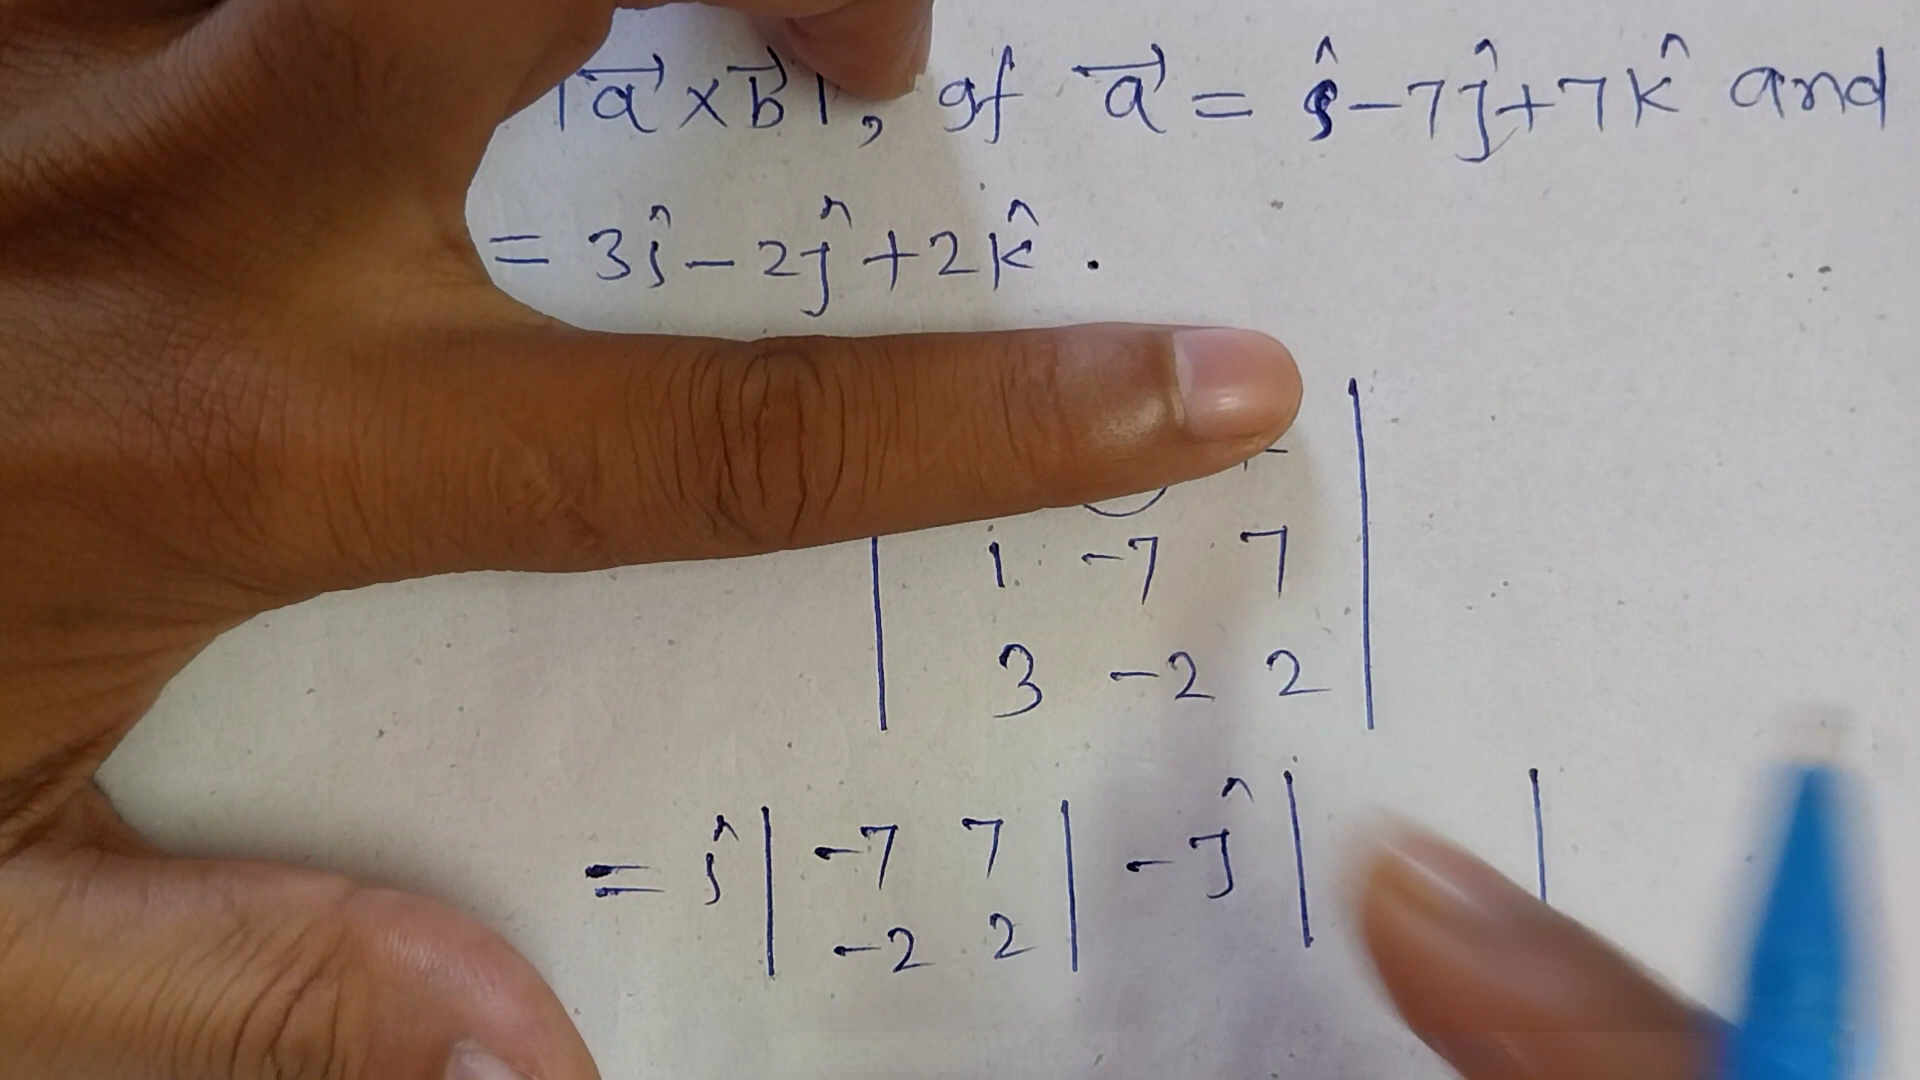 |a⃗ × b⃗|, If a⃗ = î - 7ĵ + 7k̂ and
= 3î - 2ĵ + 2k̂ .
1 -7 7
3 -2 2
= î | -7 7 | - ĵ | |
-2 2